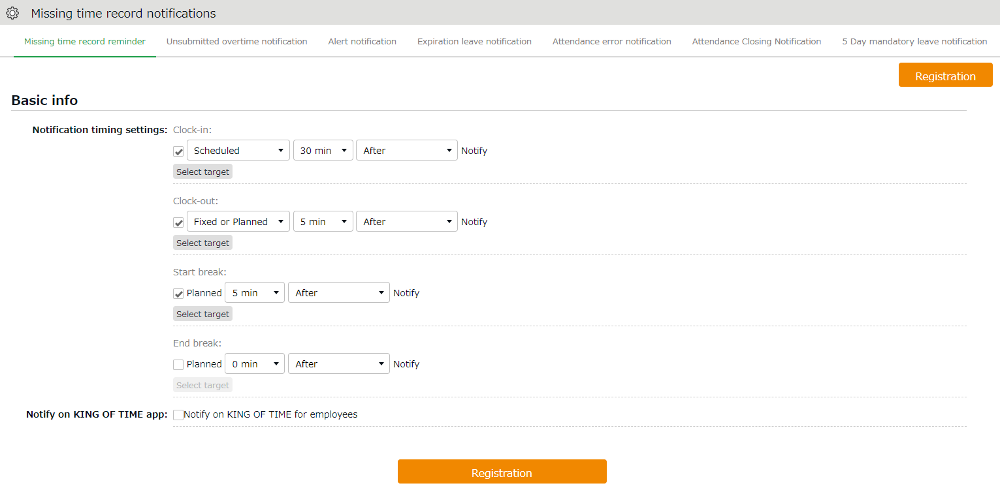 Missing time record notifications
Missing time record reminder Unsubmitted overtime notification Alert notification Expiration leave notification Attendance error notification Attendance Closing Notification 5 Day mandatory leave notification
Registration
Basic info
Notification timing settings: Clock-in:
Scheduled 30 min After Notify
Select target
Clock-out:
Fixed or Planned 5 min After Notify
Select target
Start break:
Planned 5 min After Notify
Select target
End break:
Planned 0 min After Notify
Select target
Notify on KING OF TIME app: Notify on KING OF TIME for employees
Registration